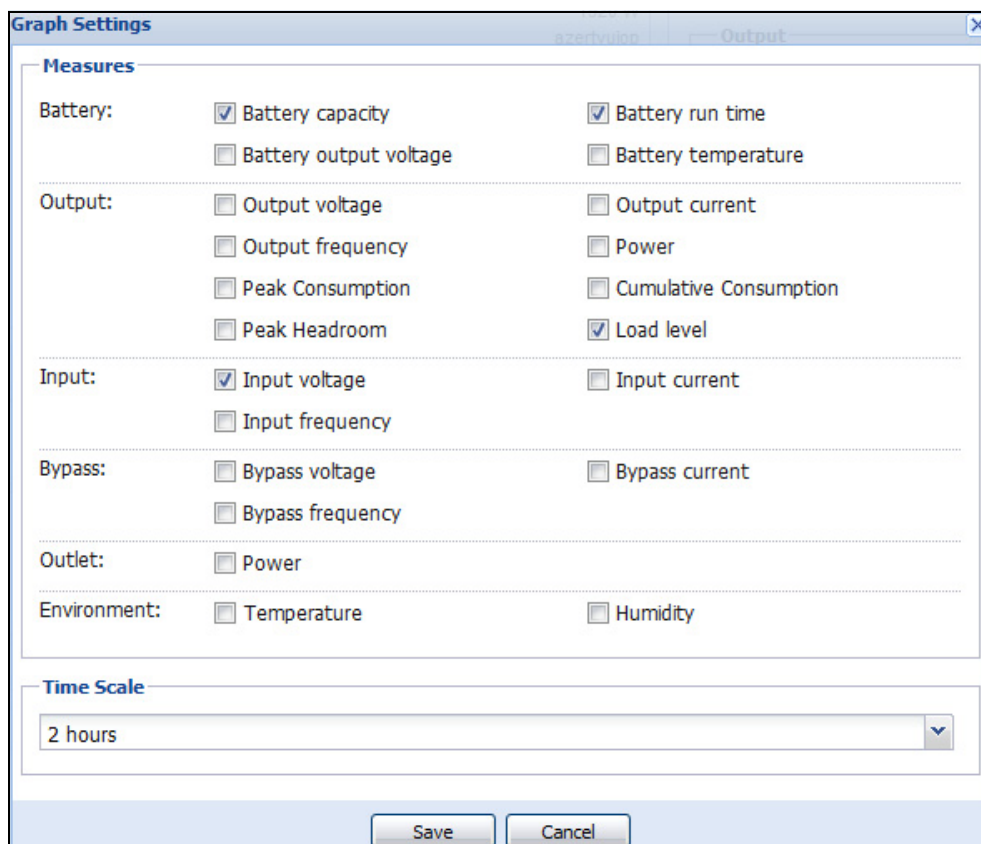 Graph Settings
azertyuiop
Output
Measures
Battery: Battery capacity Battery run time
Battery output voltage Battery temperature
Output: Output voltage Output current
Output frequency Power
Peak Consumption Cumulative Consumption
Peak Headroom Load level
Input: Input voltage Input current
Input frequency
Bypass: Bypass voltage Bypass current
Bypass frequency
Outlet: Power
Environment: Temperature Humidity
Time Scale
2 hours
Save Cancel